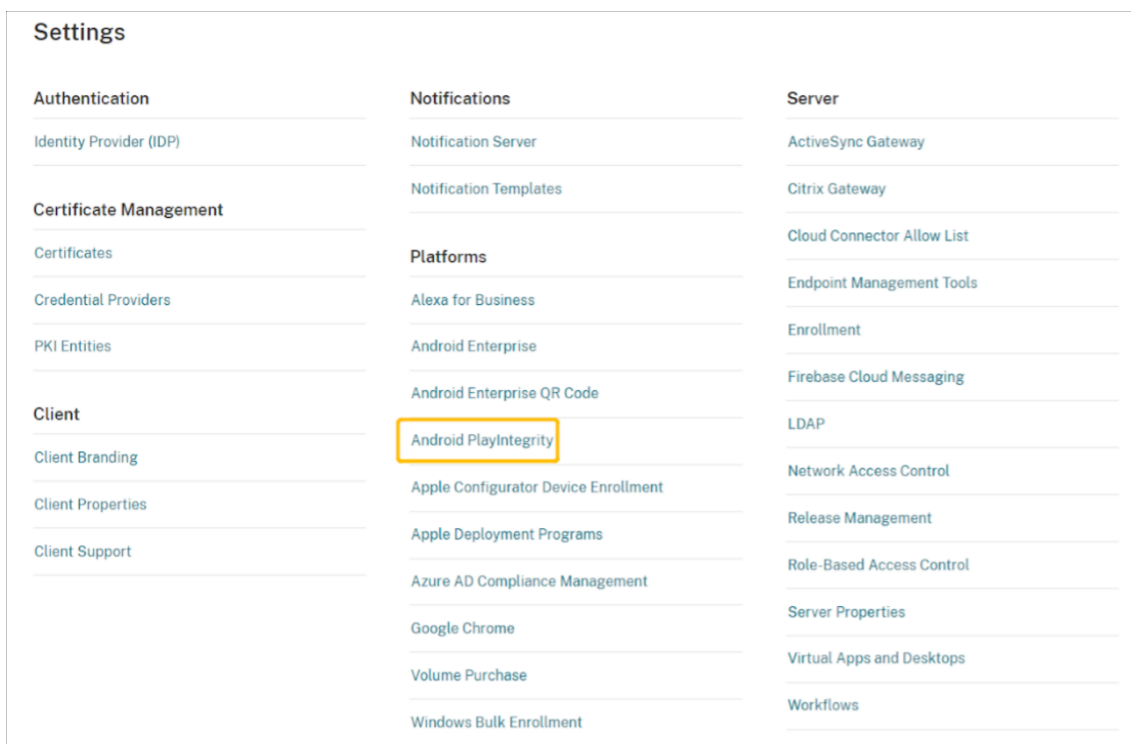 Settings
Authentication
Identity Provider (IDP)
Certificate Management
Certificates
Credential Providers
PKI Entities
Client
Client Branding
Client Properties
Client Support
Notifications
Notification Server
Notification Templates
Platforms
Alexa for Business
Android Enterprise
Android Enterprise QR Code
Android PlayIntegrity
Apple Configurator Device Enrollment
Apple Deployment Programs
Azure AD Compliance Management
Google Chrome
Volume Purchase
Windows Bulk Enrollment
Server
ActiveSync Gateway
Citrix Gateway
Cloud Connector Allow List
Endpoint Management Tools
Enrollment
Firebase Cloud Messaging
LDAP
Network Access Control
Release Management
Role-Based Access Control
Server Properties
Virtual Apps and Desktops
Workflows